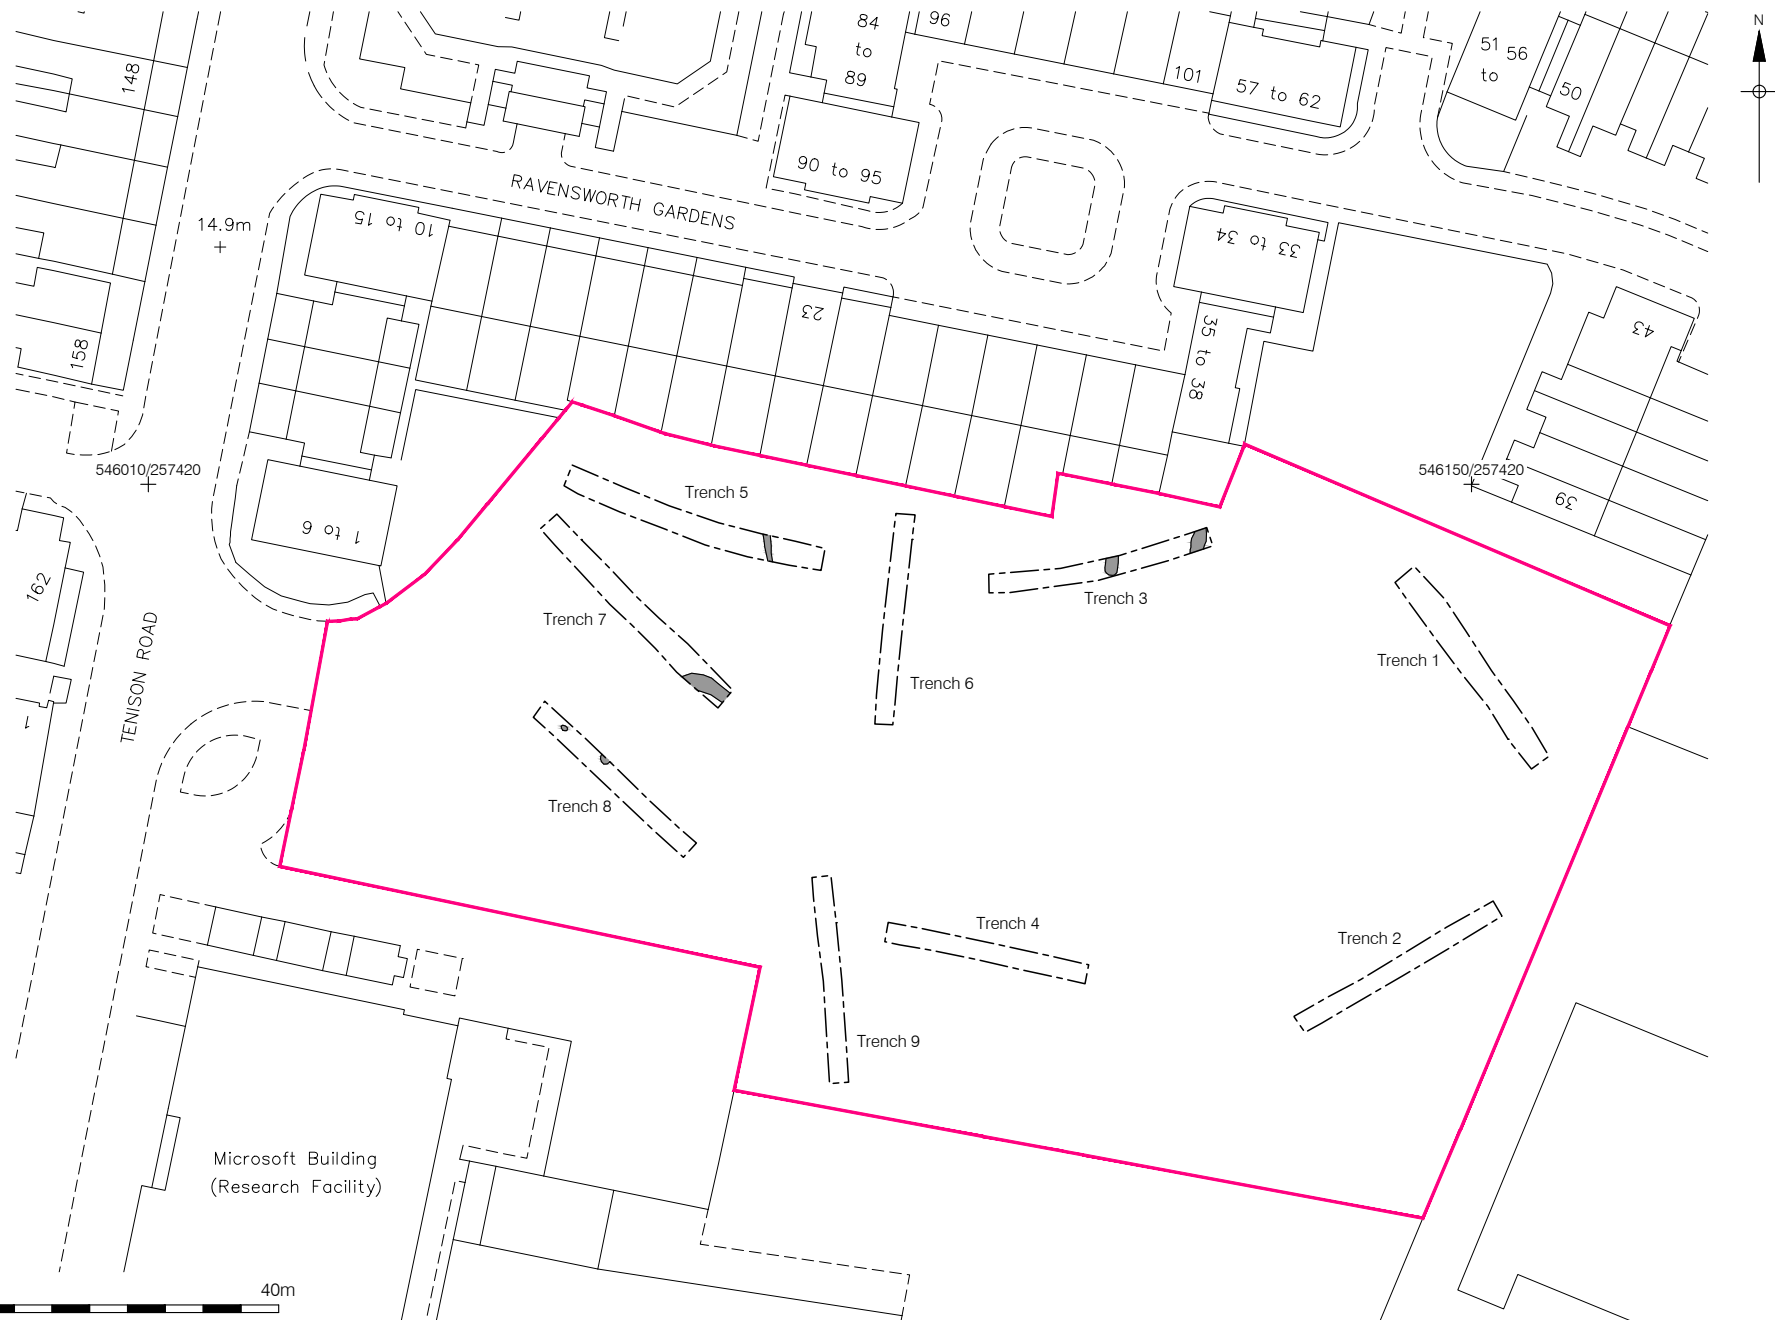 84
to
89
96
101
57 to 62
51
to
56
50
N
148
90 to 95
RAVENSWORTH GARDENS
14.9m
10 to 15
33 to 34
23
35 to 38
43
158
546010/257420
546150/257420
39
1 to 6
Trench 5
Trench 3
Trench 7
Trench 1
Trench 6
162
TENISON ROAD
1
Trench 8
Trench 4
Trench 2
Trench 9
Microsoft Building
(Research Facility)
40m